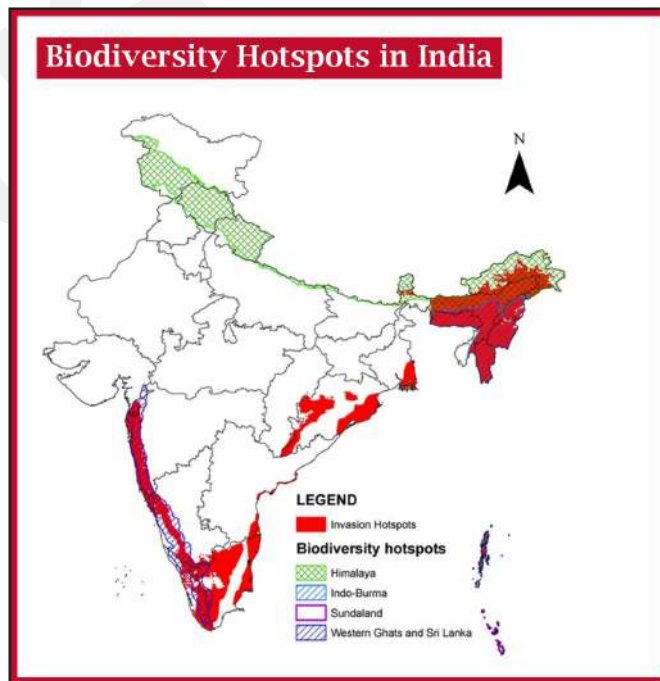 Biodiversity Hotspots in India
N
LEGEND
Invasion Hotspots
Biodiversity hotspots
Himalaya
Indo-Burma
Sundaland
Western Ghats and Sri Lanka